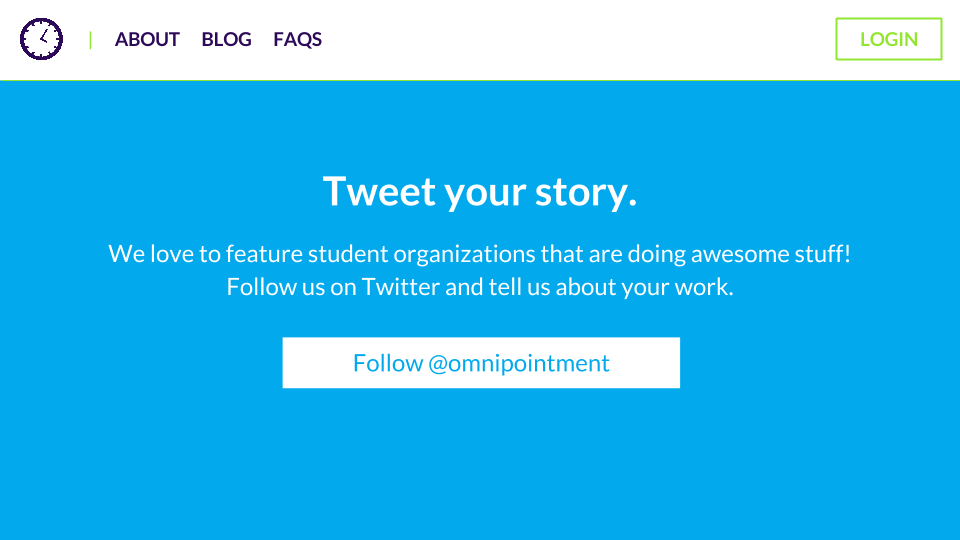 | ABOUT BLOG FAQS LOGIN
Tweet your story.
We love to feature student organizations that are doing awesome stuff!
Follow us on Twitter and tell us about your work.
Follow @omnipointment